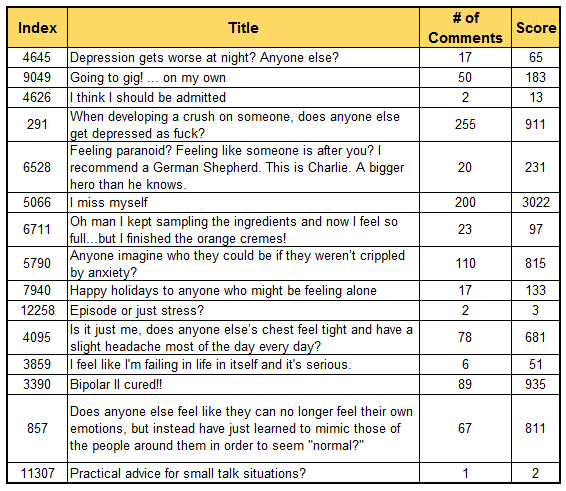 Index Title # of Comments Score
4645 Depression gets worse at night? Anyone else? 17 65
9049 Going to gig! ... on my own 50 183
4626 I think I should be admitted 2 13
291 When developing a crush on someone, does anyone else
get depressed as fuck? 255 911
6528 Feeling paranoid? Feeling like someone is after you? I
recommend a German Shepherd. This is Charlie. A bigger
hero than he knows. 20 231
5066 I miss myself 200 3022
6711 Oh man I kept sampling the ingredients and now I feel so
full...but I finished the orange cremes! 23 97
5790 Anyone imagine who they could be if they weren’t crippled
by anxiety? 110 815
7940 Happy holidays to anyone who might be feeling alone 17 133
12258 Episode or just stress? 2 3
4095 Is it just me, does anyone else’s chest feel tight and have a
slight headache most of the day every day? 78 681
3859 I feel like I'm failing in life in itself and it's serious. 6 51
3390 Bipolar II cured!! 89 935
857 Does anyone else feel like they can no longer feel their own
emotions, but instead have just learned to mimic those of
the people around them in order to seem "normal?" 67 811
11307 Practical advice for small talk situations? 1 2